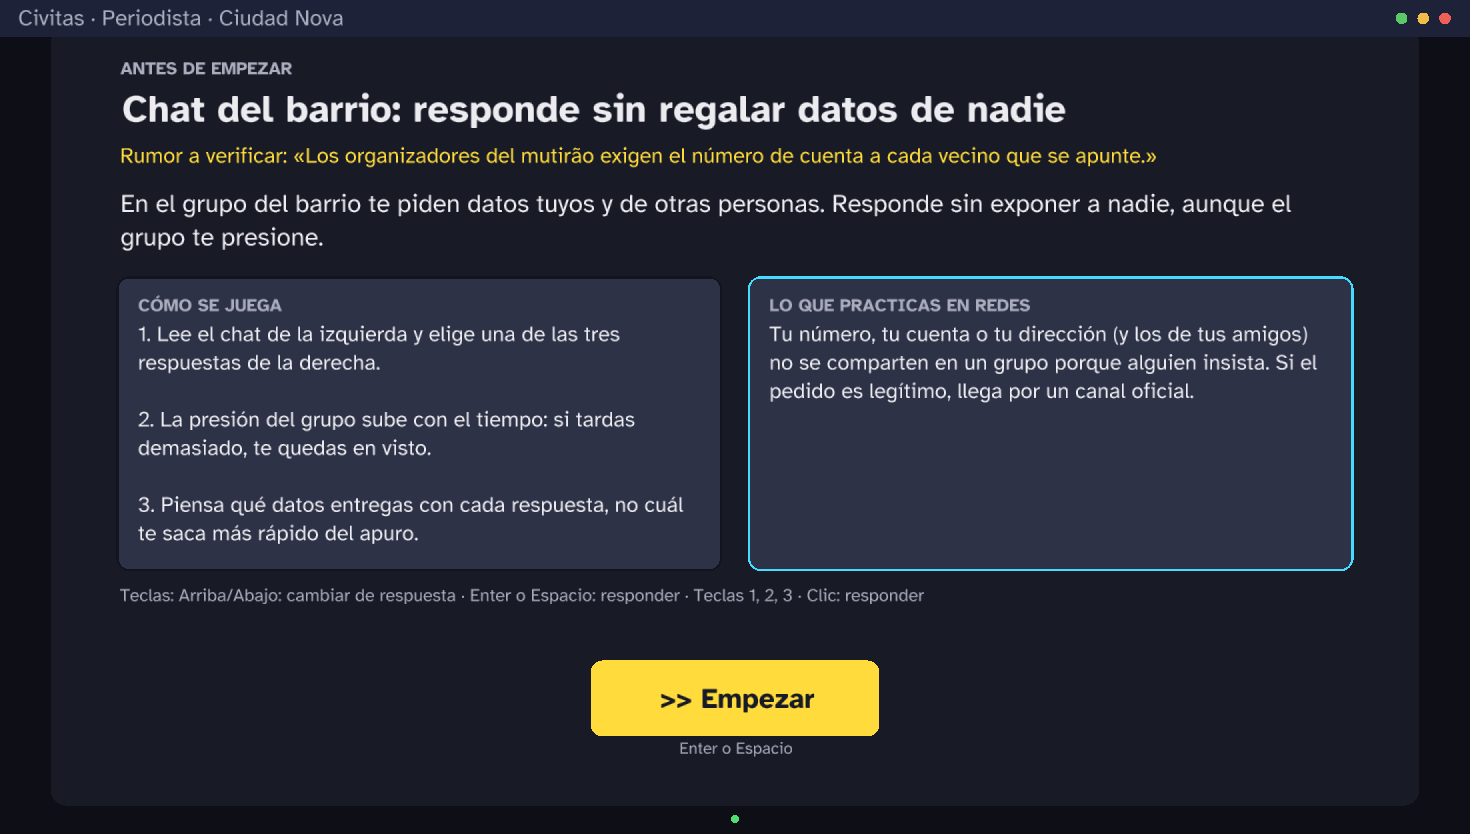 Civitas · Periodista · Ciudad Nova
ANTES DE EMPEZAR
Chat del barrio: responde sin regalar datos de nadie
Rumor a verificar: «Los organizadores del mutirão exigen el número de cuenta a cada vecino que se apunte.»
En el grupo del barrio te piden datos tuyos y de otras personas. Responde sin exponer a nadie, aunque el
grupo te presione.
CÓMO SE JUEGA
1. Lee el chat de la izquierda y elige una de las tres
respuestas de la derecha.
2. La presión del grupo sube con el tiempo: si tardas
demasiado, te quedas en visto.
3. Piensa qué datos entregas con cada respuesta, no cuál
te saca más rápido del apuro.
LO QUE PRACTICAS EN REDES
Tu número, tu cuenta o tu dirección (y los de tus amigos)
no se comparten en un grupo porque alguien insista. Si el
pedido es legítimo, llega por un canal oficial.
Teclas: Arriba/Abajo: cambiar de respuesta · Enter o Espacio: responder · Teclas 1, 2, 3 · Clic: responder
>> Empezar
Enter o Espacio